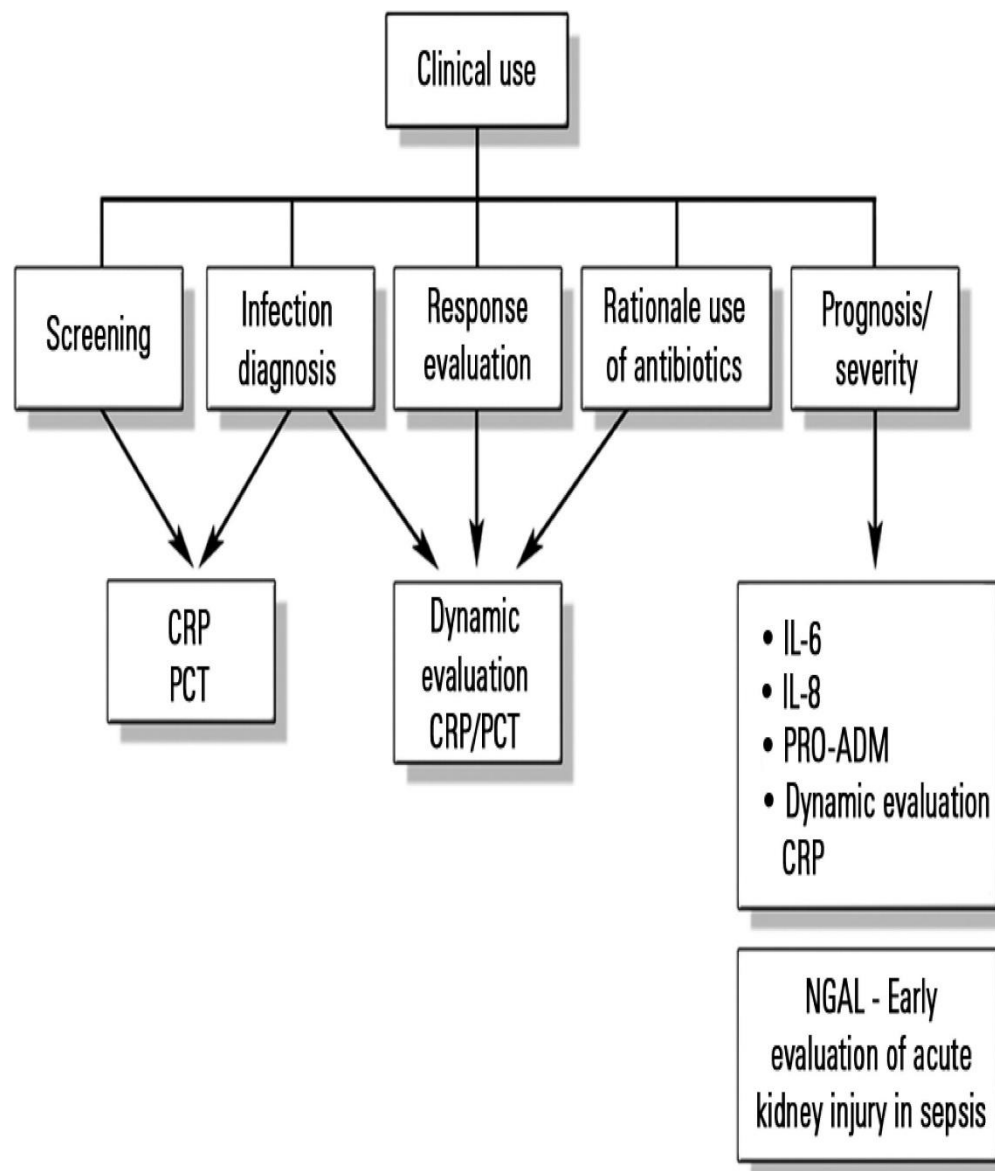 Clinical use
Screening
Infection
diagnosis
Response
evaluation
Rationale use
of antibiotics
Prognosis/
severity
CRP
PCT
Dynamic
evaluation
CRP/PCT
• IL-6
• IL-8
• PRO-ADM
• Dynamic evaluation
CRP
NGAL - Early
evaluation of acute
kidney injury in sepsis